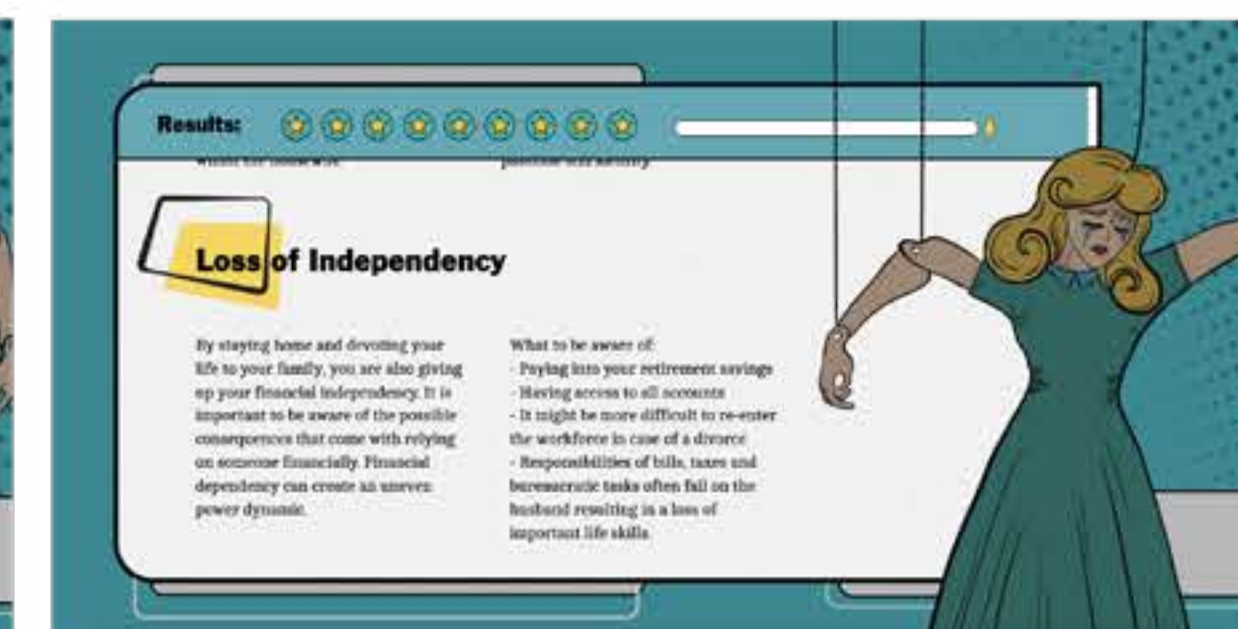 Results:
Loss of Independency
By staying home and devoting your
life to your family, you are also giving
up your financial independency. It is
important to be aware of the possible
consequences that come with relying
on someone financially. Financial
dependency can create an uneven
power dynamic.
What to be aware of:
- Paying into your retirement savings
- Having access to all accounts
- It might be more difficult to re-enter
the workforce in case of a divorce
- Responsibilities of bills, taxes and
bureaucratic tasks often fall on the
husband resulting in a loss of
important life skills.